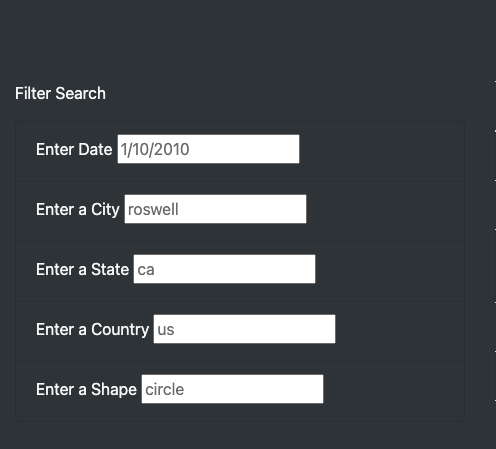 Filter Search
Enter Date 1/10/2010
Enter a City roswell
Enter a State ca
Enter a Country us
Enter a Shape circle